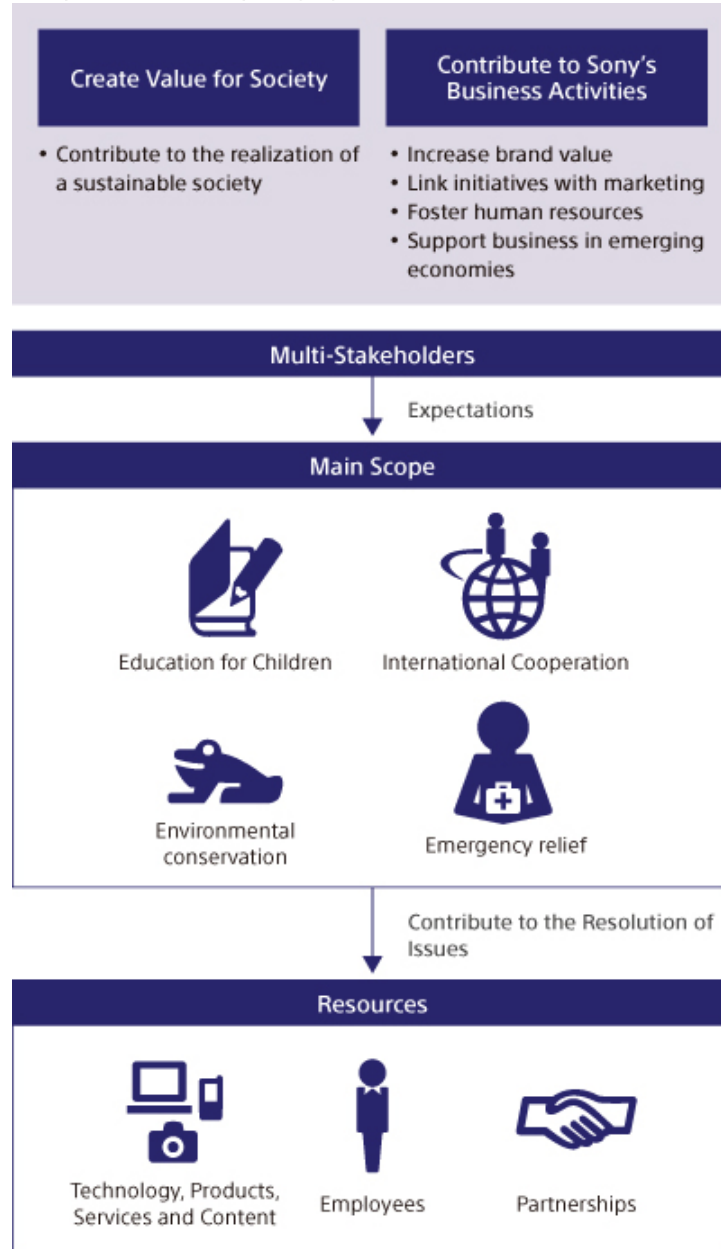 Create Value for Society
Contribute to Sony's
Business Activities
• Contribute to the realization of
a sustainable society
• Increase brand value
• Link initiatives with marketing
• Foster human resources
• Support business in emerging
economies
Multi-Stakeholders
Expectations
Main Scope
Education for Children
International Cooperation
Environmental
conservation
Emergency relief
Contribute to the Resolution of
Issues
Resources
Technology, Products,
Services and Content
Employees
Partnerships